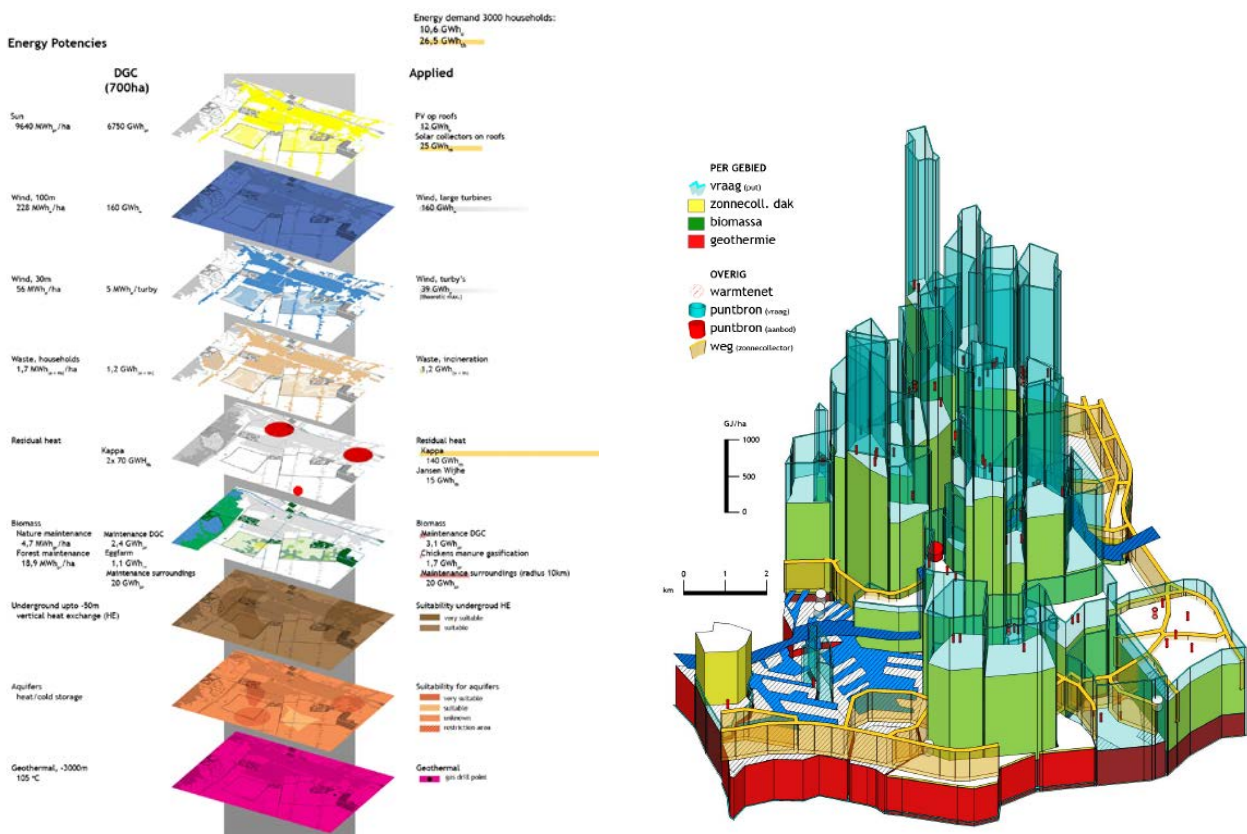 Energy demand 3000 households:
10,6 GWh
26,5 GWh
Energy Potencies
DGC
(700ha)
Applied
Sun
9640 MWh/ha
6750 GWh
PV op roofs
12 GWh
Solar collectors on roofs
25 GWh
Wind, 100m
228 MWh/ha
160 GWh
Wind, large turbines
160 GWh
Wind, 30m
56 MWh/ha
5 MWh/turby
Wind, turby's
39 GWh
(theoretic max.)
Waste, households
1,7 MWh/ha
1,2 GWh
Waste, incineration
1,2 GWh
Residual heat
Kappa
2x 70 GWH
Residual heat
Kappa
140 GWh
Jansen Wijhe
15 GWh
Biomass
Nature maintenance
4,7 MWh/ha
Forest maintenance
18,9 MWh/ha
Maintenance DGC
2,4 GWh
Eggfarm
1,1 GWh
Maintenance surroundings
20 GWh
Biomass
Maintenance DGC
3,1 GWh
Chickens manure gasification
1,7 GWh
Maintenance surroundings (radius 10km)
20 GWh
Underground upto -50m
vertical heat exchange (HE)
Suitability undergroud HE
very suitable
suitable
Aquifers
heat/cold storage
Suitability for aquifers
very suitable
suitable
unknown
restriction area
Geothermal, -3000m
105 °C
Geothermal
gas drill point
PER GEBIED
vraag (put)
zonnecoll. dak
biomassa
geothermie
OVERIG
warmtenet
puntbron (vraag)
puntbron (aanbod)
weg (zonnecollector)
GJ/ha
1000
500
0
0 1 2
km